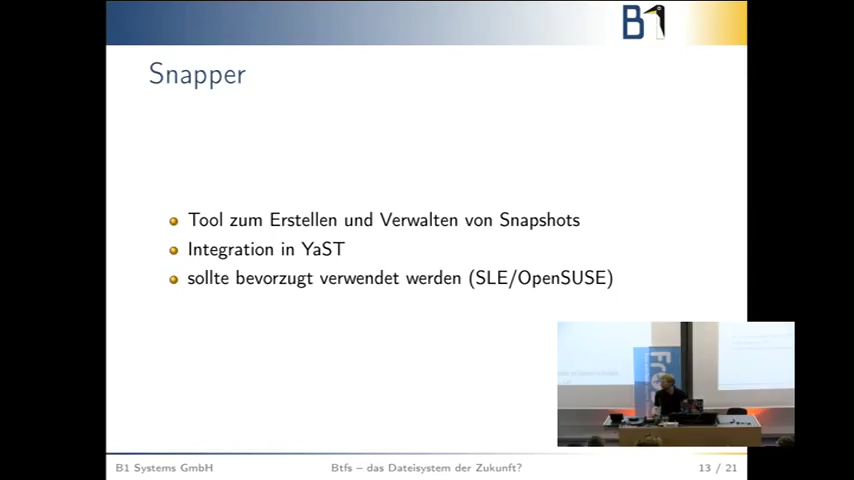 B1
Snapper
Tool zum Erstellen und Verwalten von Snapshots
Integration in YaST
sollte bevorzugt verwendet werden (SLE/OpenSUSE)
B1 Systems GmbH
Btfs – das Dateisystem der Zukunft?
13 / 21